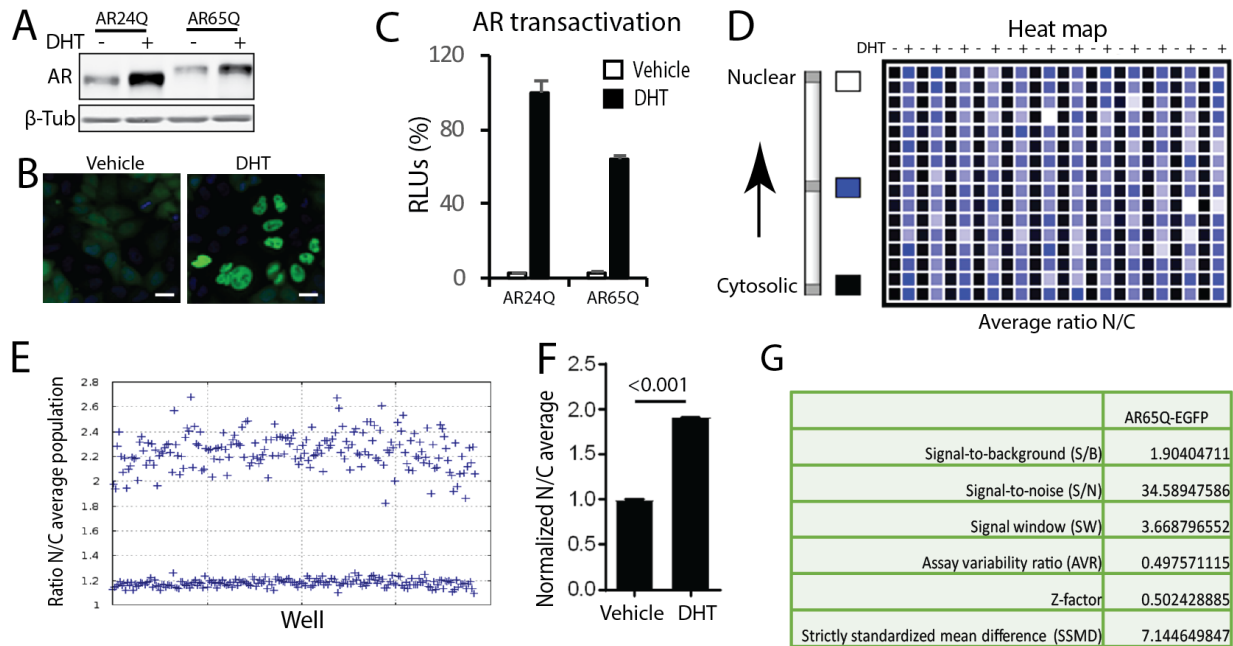 A
AR24Q AR65Q
DHT - + - +
AR
β-Tub
B
Vehicle DHT
C
AR transactivation
RLUs (%)
120
80
40
0
Vehicle
DHT
AR24Q AR65Q
D
Heat map
DHT - + - + - + - + - + - + - + - + - + - + - + - +
Nuclear
Cytosolic
Average ratio N/C
E
Ratio N/C average population
2.8
2.6
2.4
2.2
2
1.8
1.6
1.4
1.2
1
Well
F
Normalized N/C average
2.5
2.0
1.5
1.0
0.5
0.0
<0.001
Vehicle DHT
G
AR65Q-EGFP
Signal-to-background (S/B) 1.90404711
Signal-to-noise (S/N) 34.58947586
Signal window (SW) 3.668796552
Assay variability ratio (AVR) 0.497571115
Z-factor 0.502428885
Strictly standardized mean difference (SSMD) 7.144649847